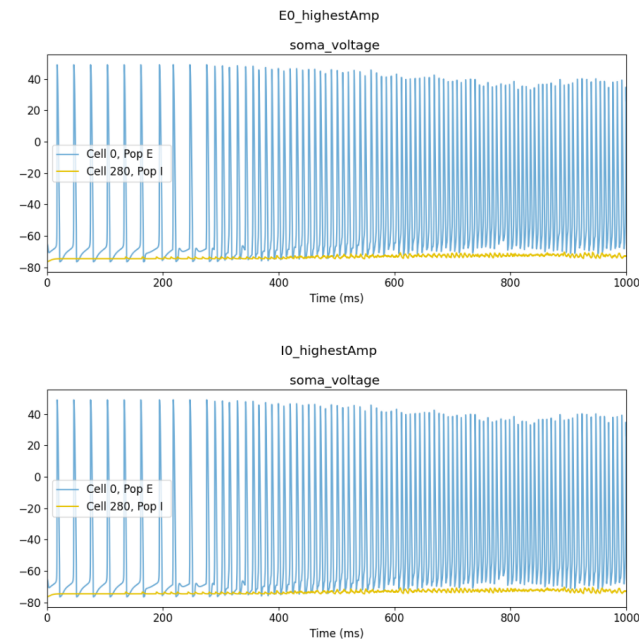 E0_highestAmp
soma_voltage
40
20
0
−20
−40
−60
−80
Cell 0, Pop E
Cell 280, Pop I
0 200 400 600 800 1000
Time (ms)
I0_highestAmp
soma_voltage
40
20
0
−20
−40
−60
−80
Cell 0, Pop E
Cell 280, Pop I
0 200 400 600 800 1000
Time (ms)